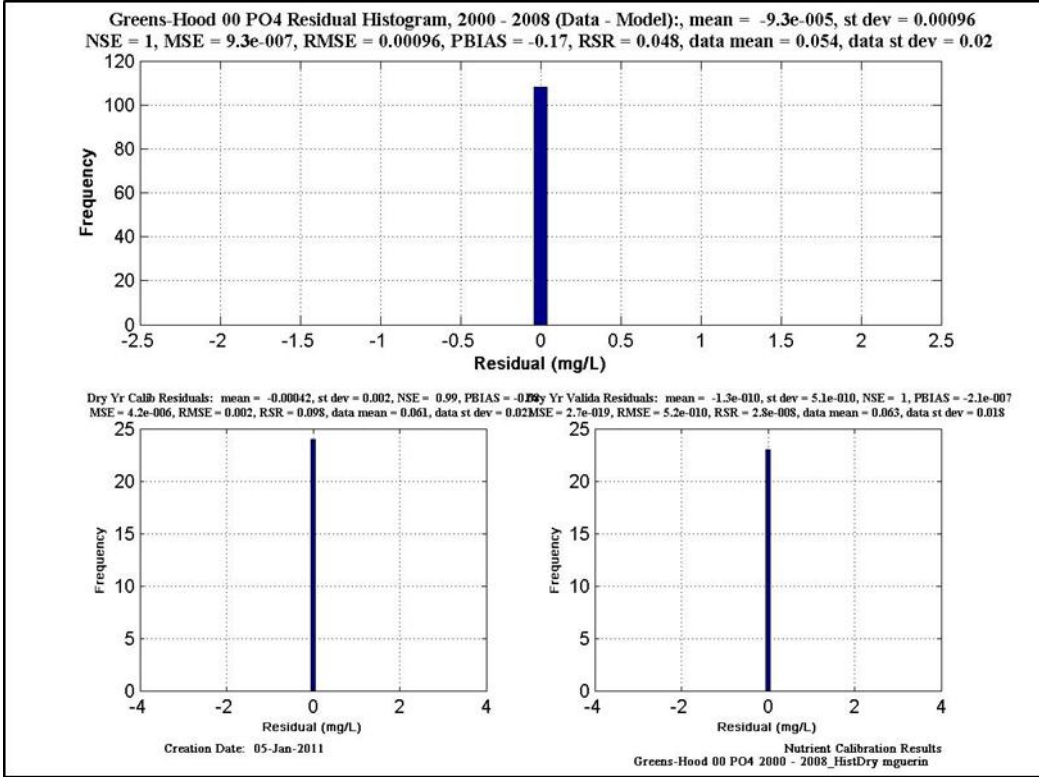 Greens-Hood 00 PO4 Residual Histogram, 2000 - 2008 (Data - Model):, mean = -9.3e-005, st dev = 0.00096
NSE = 1, MSE = 9.3e-007, RMSE = 0.00096, PBIAS = -0.17, RSR = 0.048, data mean = 0.054, data st dev = 0.02
120
100
80
60
40
20
0
Frequency
-2.5 -2 -1.5 -1 -0.5 0 0.5 1 1.5 2 2.5
Residual (mg/L)
Dry Yr Calib Residuals: mean = -0.00042, st dev = 0.002, NSE = 0.99, PBIAS =
MSE = 4.2e-006, RMSE = 0.002, RSR = 0.098, data mean = 0.061, data st dev =
25
20
15
10
5
0
Frequency
-4 -2 0 2 4
Residual (mg/L)
Dry Yr Valida Residuals: mean = -1.3e-010, st dev = 5.1e-010, NSE = 1, PBIAS = -2.1e-007
MSE = 2.7e-019, RMSE = 5.2e-010, RSR = 2.8e-008, data mean = 0.063, data st dev = 0.018
25
20
15
10
5
0
Frequency
-4 -2 0 2 4
Residual (mg/L)
Creation Date: 05-Jan-2011
Nutrient Calibration Results
Greens-Hood 00 PO4 2000 - 2008_HistDry mguerin